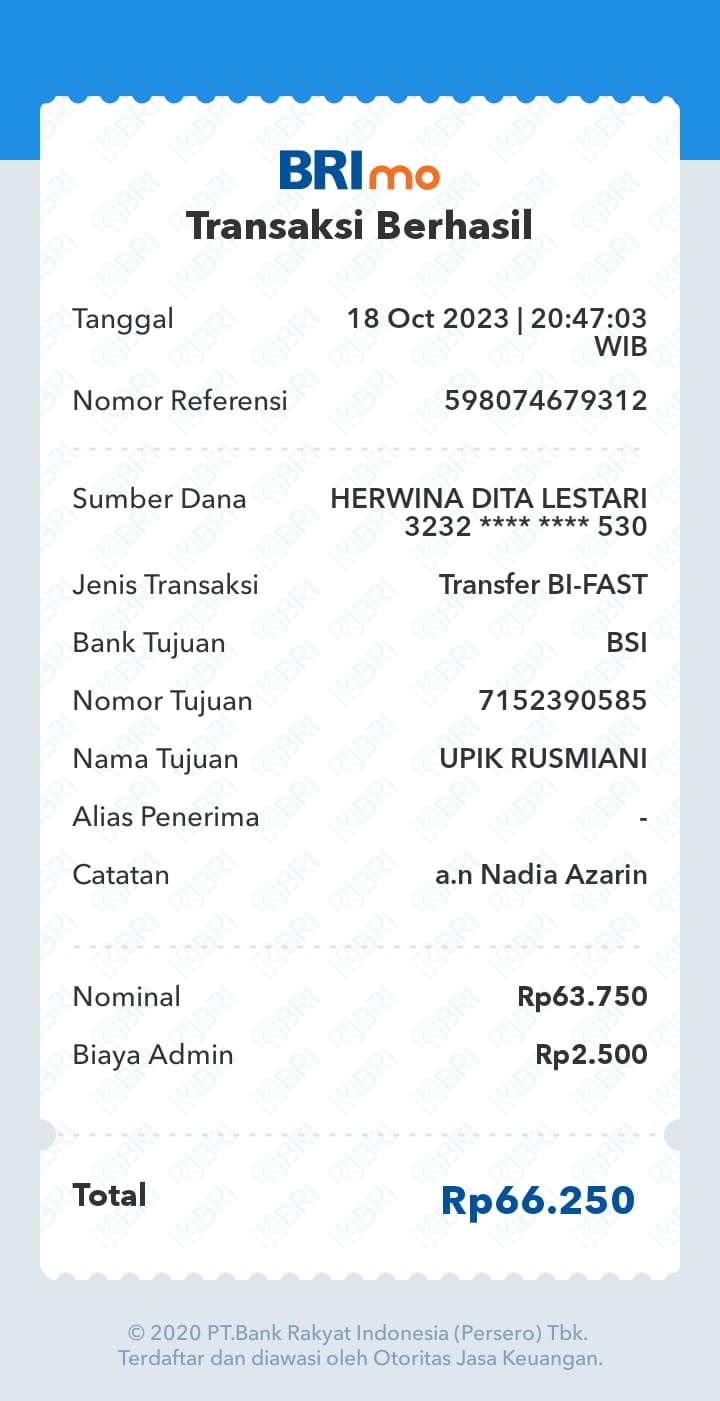 BRImo
Transaksi Berhasil
Tanggal 18 Oct 2023 | 20:47:03
WIB
Nomor Referensi 598074679312
Sumber Dana HERWINA DITA LESTARI
3232 **** **** 530
Jenis Transaksi Transfer BI-FAST
Bank Tujuan BSI
Nomor Tujuan 7152390585
Nama Tujuan UPIK RUSMIANI
Alias Penerima -
Catatan a.n Nadia Azarin
Nominal Rp63.750
Biaya Admin Rp2.500
Total Rp66.250
© 2020 PT.Bank Rakyat Indonesia (Persero) Tbk.
Terdaftar dan diawasi oleh Otoritas Jasa Keuangan.